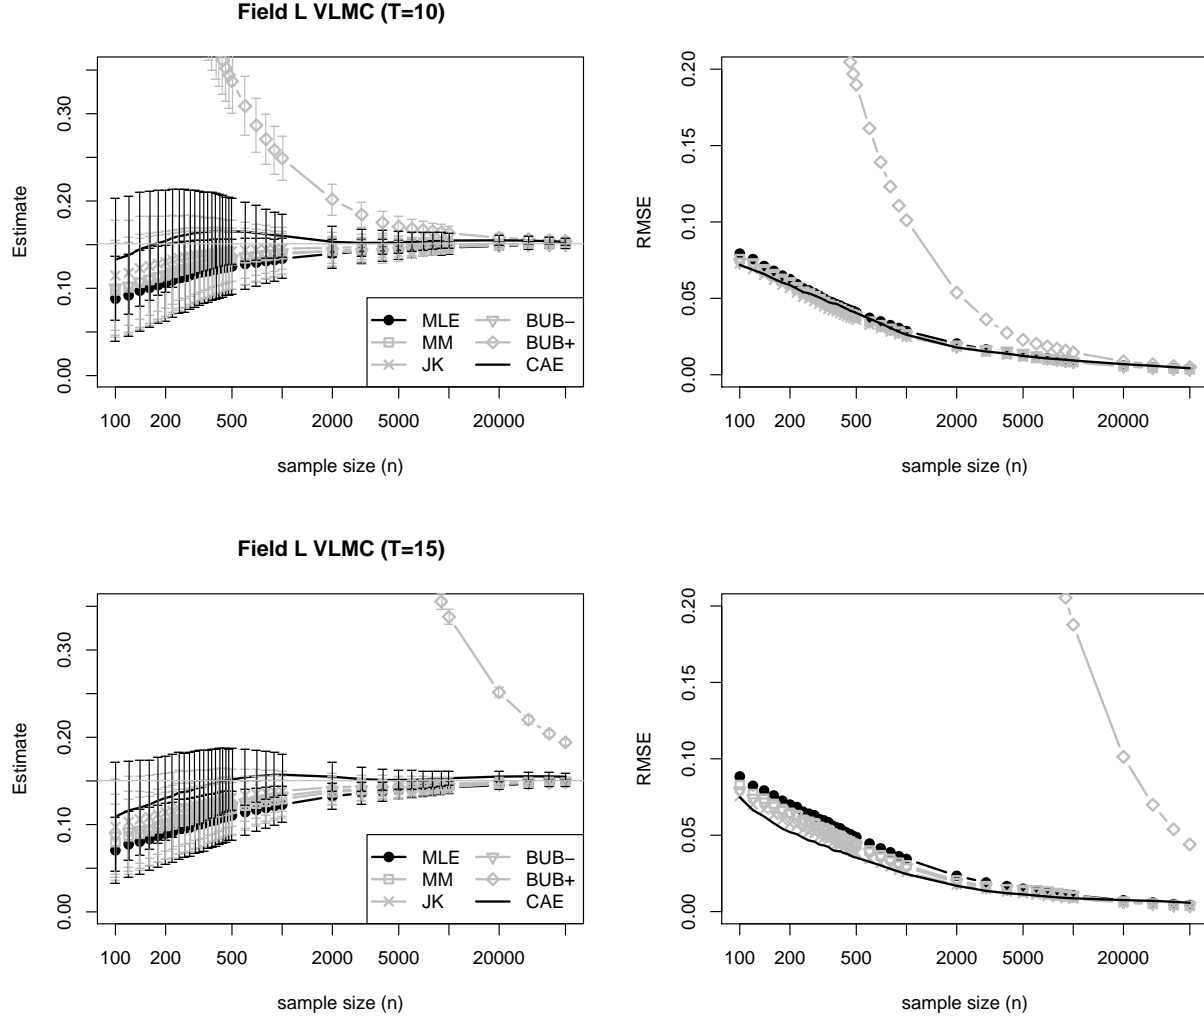 Field L VLMC (T=10)
Estimate
0.00 0.10 0.20 0.30
MLE
MM
JK
BUB−
BUB+
CAE
100 200 500 2000 5000 20000
sample size (n)
RMSE
0.00 0.05 0.10 0.15 0.20
100 200 500 2000 5000 20000
sample size (n)
Field L VLMC (T=15)
Estimate
0.00 0.10 0.20 0.30
MLE
MM
JK
BUB−
BUB+
CAE
100 200 500 2000 5000 20000
sample size (n)
RMSE
0.00 0.05 0.10 0.15 0.20
100 200 500 2000 5000 20000
sample size (n)